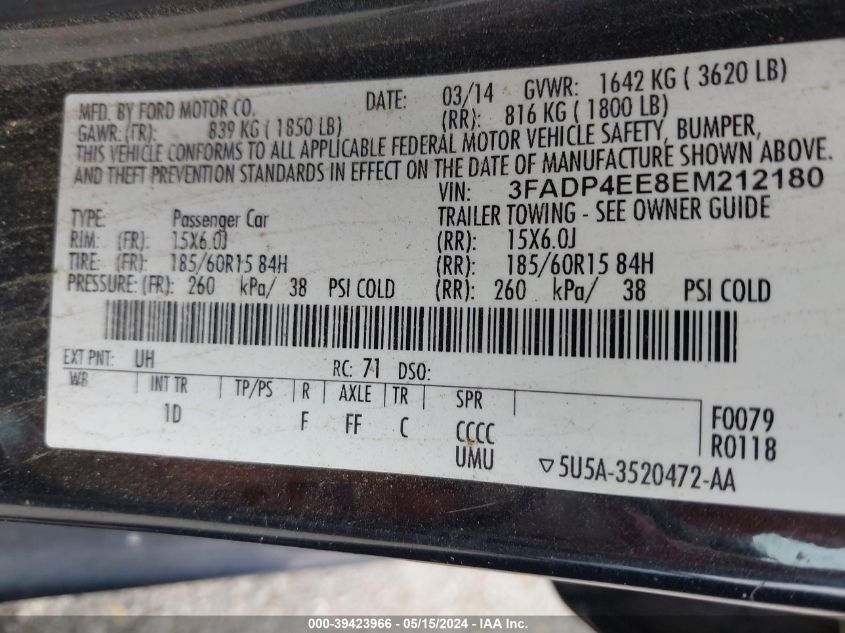 MFD. BY FORD MOTOR CO. DATE: 03/14 GVWR: 1642 KG ( 3620 LB)
GAWR: (FR): 839 KG ( 1850 LB) (RR): 816 KG ( 1800 LB)
THIS VEHICLE CONFORMS TO ALL APPLICABLE FEDERAL MOTOR VEHICLE SAFETY, BUMPER,
AND THEFT PREVENTION STANDARDS IN EFFECT ON THE DATE OF MANUFACTURE SHOWN ABOVE.
VIN: 3FADP4EE8EM212180
TYPE: Passenger Car TRAILER TOWING - SEE OWNER GUIDE
RIM: (FR): 15X6.0J (RR): 15X6.0J
TIRE: (FR): 185/60R15 84H (RR): 185/60R15 84H
PRESSURE: (FR): 260 kPa/ 38 PSI COLD (RR): 260 kPa/ 38 PSI COLD
EXT PNT: UH RC: 71 DSO:
WB INT TR TP/PS R AXLE TR SPR
1D F FF C CCCC F0079
UMU R0118
▽5U5A-3520472-AA
000-39423966 - 05/15/2024 - IAA Inc.